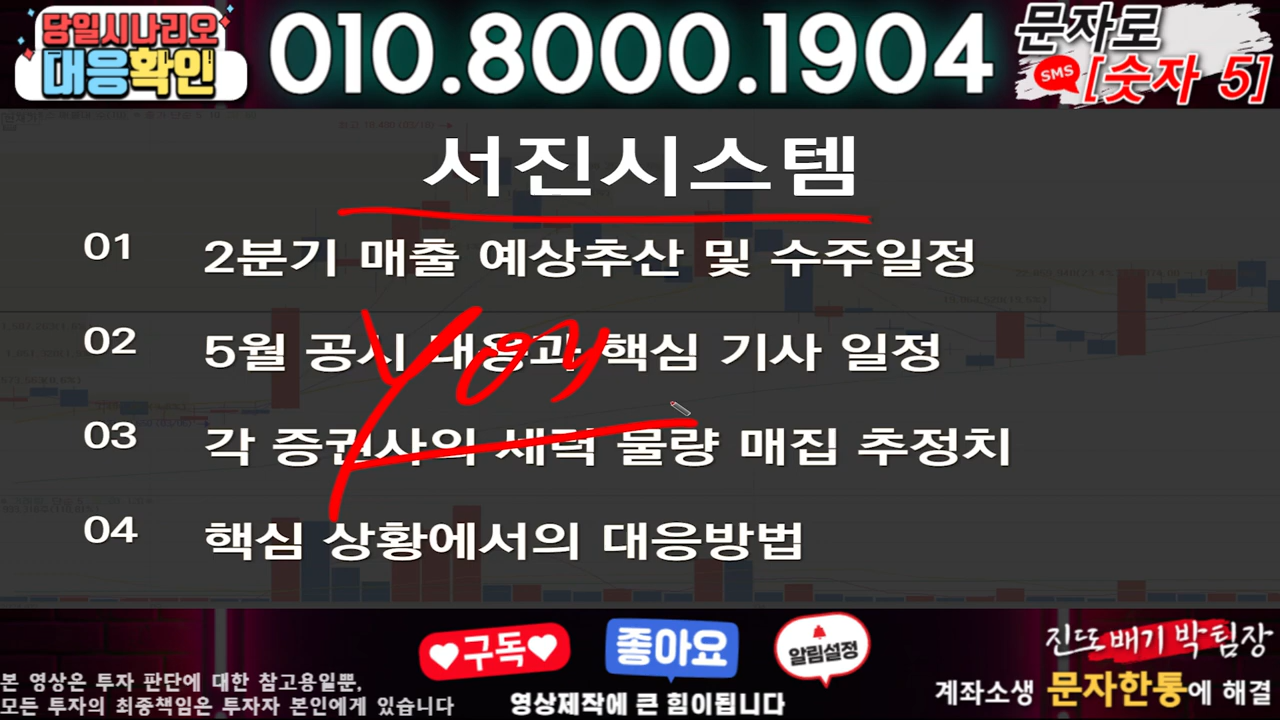 당일시나리오
대응확인
010.8000.1904
문자로
SMS
[숫자 5]
서진시스템
01 2분기 매출 예상추산 및 수주일정
02 5월 공시 내용과 핵심 기사 일정
03 각 증권사의 세력 물량 매집 추정치
04 핵심 상황에서의 대응방법
구독
좋아요
알림설정
영상제작에 큰 힘이됩니다
본 영상은 투자 판단에 대한 참고용일뿐,
모든 투자의 최종책임은 투자자 본인에게 있습니다
진또배기 박팀장
계좌소생 문자한통에 해결